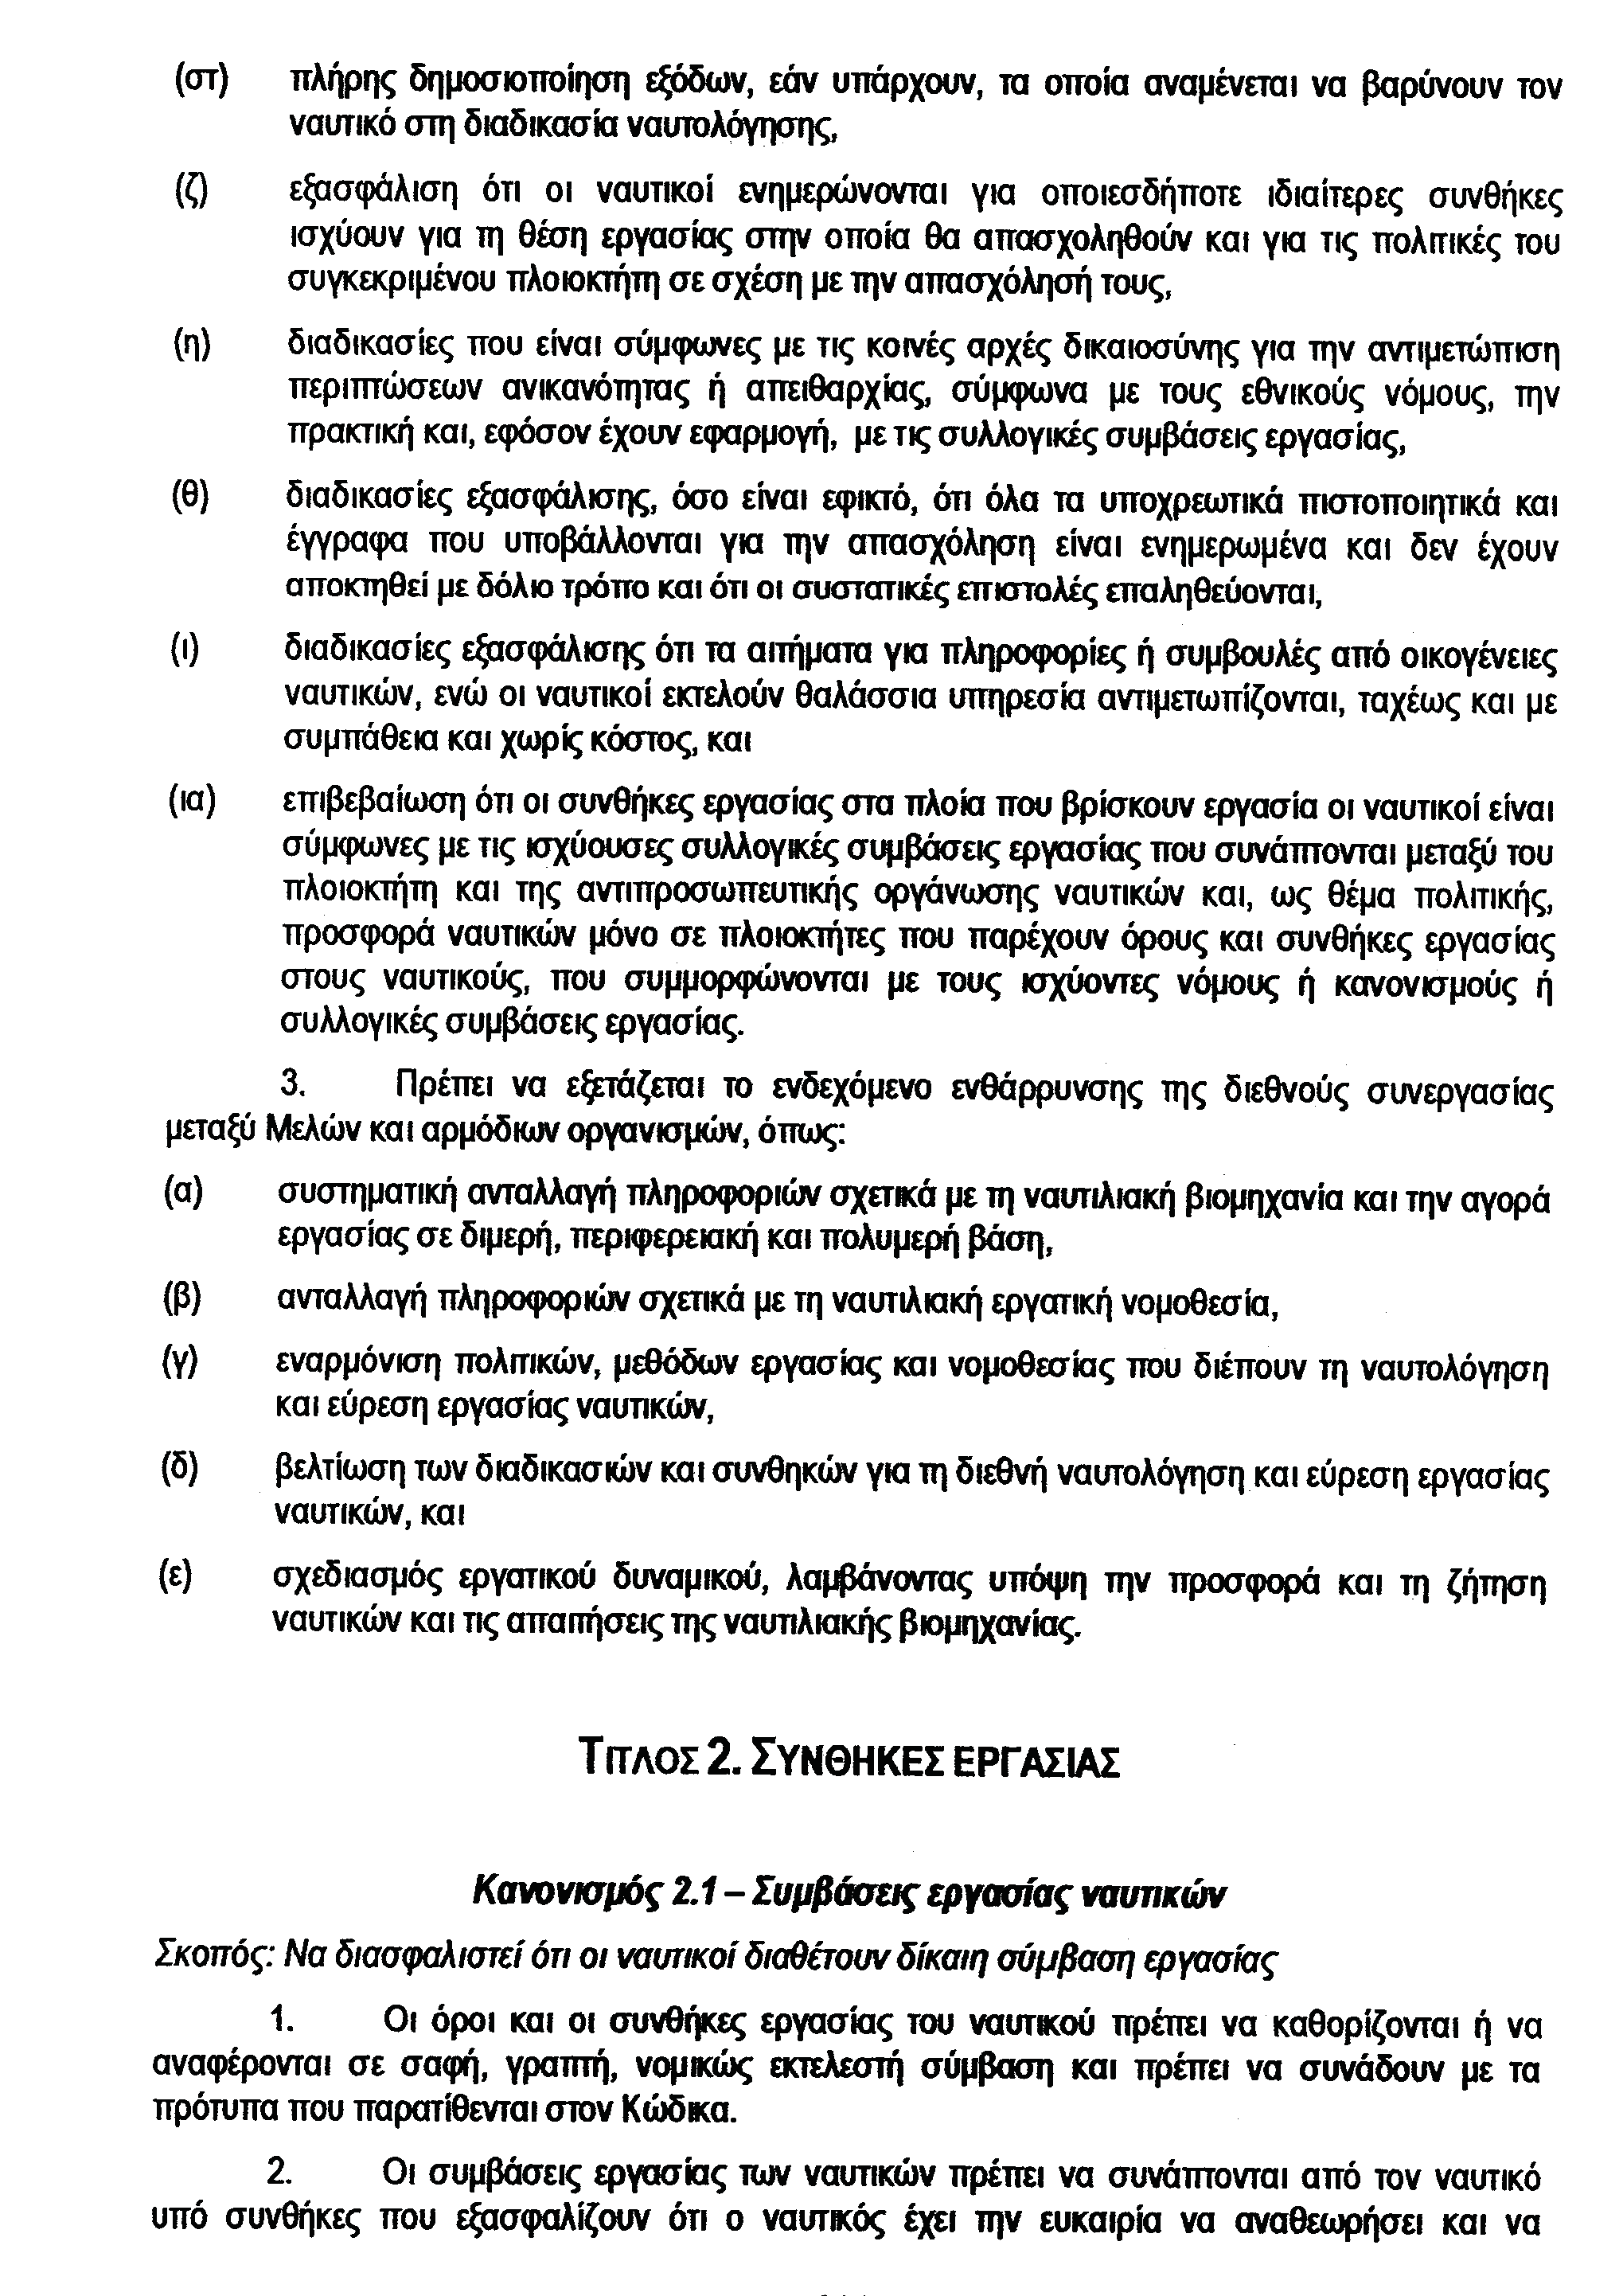 (στ) πλήρης δημοσιοποίηση εξόδων, εάν υπάρχουν, τα οποία αναμένεται να βαρύνουν τον
ναυτικό στη διαδικασία ναυτολόγησης,
(ζ) εξασφάλιση ότι οι ναυτικοί ενημερώνονται για οποιεσδήποτε ιδιαίτερες συνθήκες
ισχύουν για τη θέση εργασίας στην οποία θα απασχοληθούν και για τις πολιτικές του
συγκεκριμένου πλοιοκτήτη σε σχέση με την απασχόλησή τους,
(η) διαδικασίες που είναι σύμφωνες με τις κοινές αρχές δικαιοσύνης για την αντιμετώπιση
περιπτώσεων ανικανότητας ή απειθαρχίας, σύμφωνα με τους εθνικούς νόμους, την
πρακτική και, εφόσον έχουν εφαρμογή, με τις συλλογικές συμβάσεις εργασίας,
(θ) διαδικασίες εξασφάλισης, όσο είναι εφικτό, ότι όλα τα υποχρεωτικά πιστοποιητικά και
έγγραφα που υποβάλλονται για την απασχόληση είναι ενημερωμένα και δεν έχουν
αποκτηθεί με δόλιο τρόπο και ότι οι συστατικές επιστολές επαληθεύονται,
(ι) διαδικασίες εξασφάλισης ότι τα αιτήματα για πληροφορίες ή συμβουλές από οικογένειες
ναυτικών, ενώ οι ναυτικοί εκτελούν θαλάσσια υπηρεσία αντιμετωπίζονται, ταχέως και με
συμπάθεια και χωρίς κόστος, και
(ια) επιβεβαίωση ότι οι συνθήκες εργασίας στα πλοία που βρίσκουν εργασία οι ναυτικοί είναι
σύμφωνες με τις ισχύουσες συλλογικές συμβάσεις εργασίας που συνάπτονται μεταξύ του
πλοιοκτήτη και της αντιπροσωπευτικής οργάνωσης ναυτικών και, ως θέμα πολιτικής,
προσφορά ναυτικών μόνο σε πλοιοκτήτες που παρέχουν όρους και συνθήκες εργασίας
στους ναυτικούς, που συμμορφώνονται με τους ισχύοντες νόμους ή κανονισμούς ή
συλλογικές συμβάσεις εργασίας.
3. Πρέπει να εξετάζεται το ενδεχόμενο ενθάρρυνσης της διεθνούς συνεργασίας
μεταξύ Μελών και αρμόδιων οργανισμών, όπως:
(α) συστηματική ανταλλαγή πληροφοριών σχετικά με τη ναυτιλιακή βιομηχανία και την αγορά
εργασίας σε διμερή, περιφερειακή και πολυμερή βάση,
(β) ανταλλαγή πληροφοριών σχετικά με τη ναυτιλιακή εργατική νομοθεσία,
(γ) εναρμόνιση πολιτικών, μεθόδων εργασίας και νομοθεσίας που διέπουν τη ναυτολόγηση
και εύρεση εργασίας ναυτικών,
(δ) βελτίωση των διαδικασιών και συνθηκών για τη διεθνή ναυτολόγηση και εύρεση εργασίας
ναυτικών, και
(ε) σχεδιασμός εργατικού δυναμικού, λαμβάνοντας υπόψη την προσφορά και τη ζήτηση
ναυτικών και τις απαιτήσεις της ναυτιλιακής βιομηχανίας.
ΤΙΤΛΟΣ 2. ΣΥΝΘΗΚΕΣ ΕΡΓΑΣΙΑΣ
Κανονισμός 2.1 – Συμβάσεις εργασίας ναυτικών
Σκοπός: Να διασφαλιστεί ότι οι ναυτικοί διαθέτουν δίκαιη σύμβαση εργασίας
1. Οι όροι και οι συνθήκες εργασίας του ναυτικού πρέπει να καθορίζονται ή να
αναφέρονται σε σαφή, γραπτή, νομικώς εκτελεστή σύμβαση και πρέπει να συνάδουν με τα
πρότυπα που παρατίθενται στον Κώδικα.
2. Οι συμβάσεις εργασίας των ναυτικών πρέπει να συνάπτονται από τον ναυτικό
υπό συνθήκες που εξασφαλίζουν ότι ο ναυτικός έχει την ευκαιρία να αναθεωρήσει και να